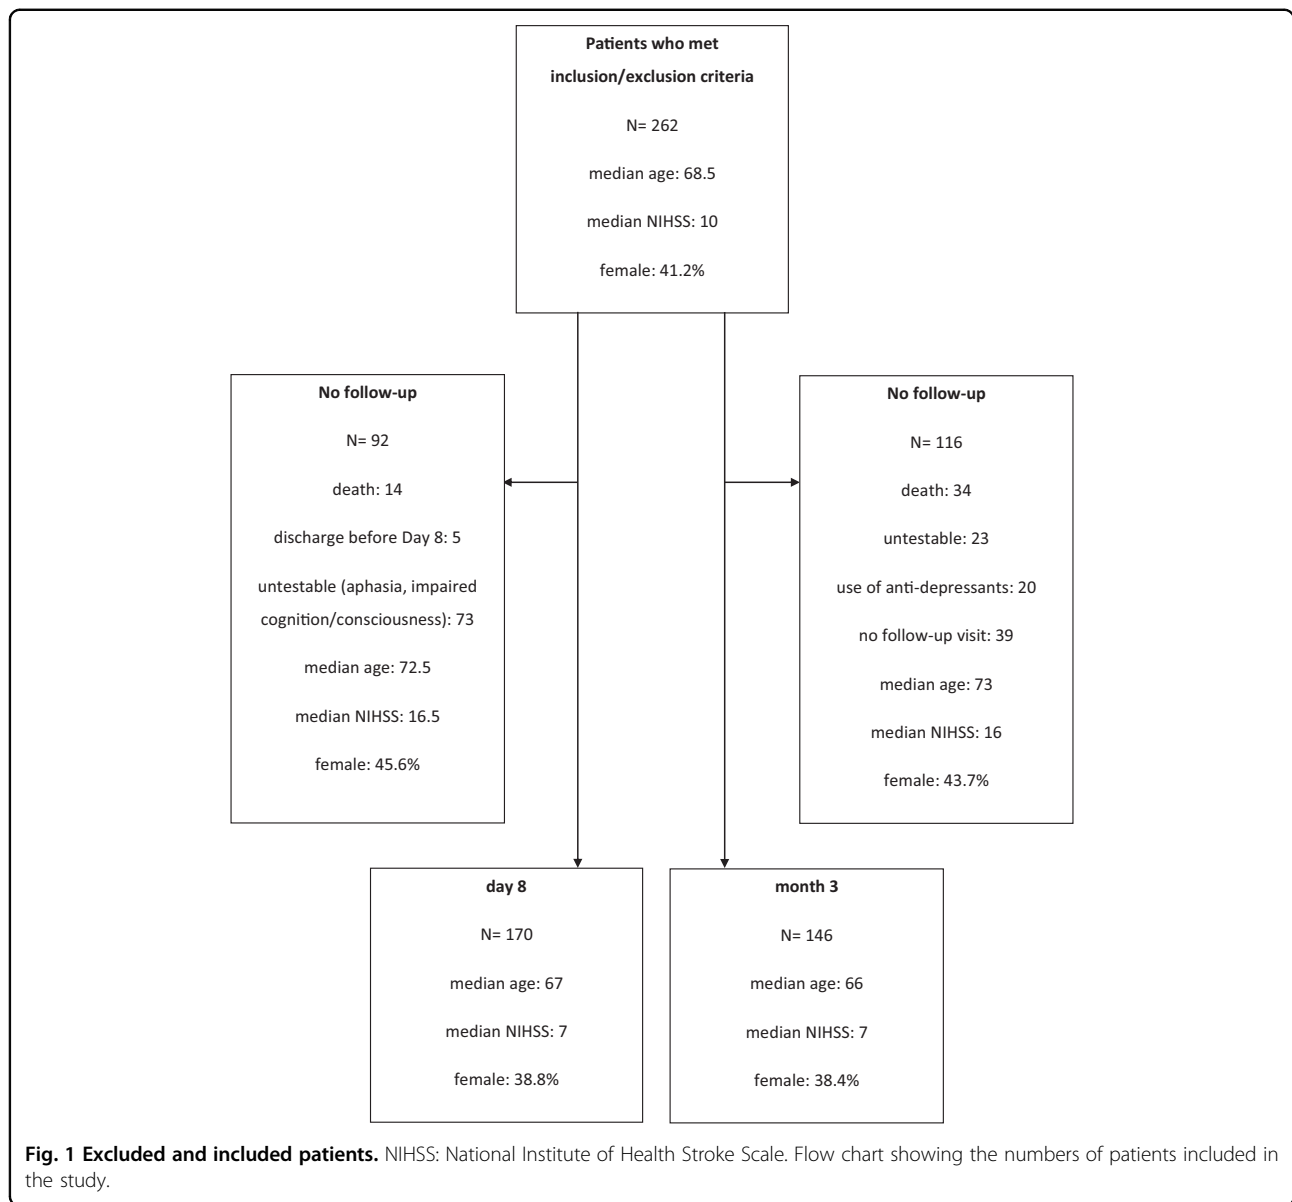 Patients who met
inclusion/exclusion criteria
N= 262
median age: 68.5
median NIHSS: 10
female: 41.2%
No follow-up
N= 92
death: 14
discharge before Day 8: 5
untestable (aphasia, impaired
cognition/consciousness): 73
median age: 72.5
median NIHSS: 16.5
female: 45.6%
No follow-up
N= 116
death: 34
untestable: 23
use of anti-depressants: 20
no follow-up visit: 39
median age: 73
median NIHSS: 16
female: 43.7%
day 8
N= 170
median age: 67
median NIHSS: 7
female: 38.8%
month 3
N= 146
median age: 66
median NIHSS: 7
female: 38.4%
Fig. 1 Excluded and included patients. NIHSS: National Institute of Health Stroke Scale. Flow chart showing the numbers of patients included in
the study.